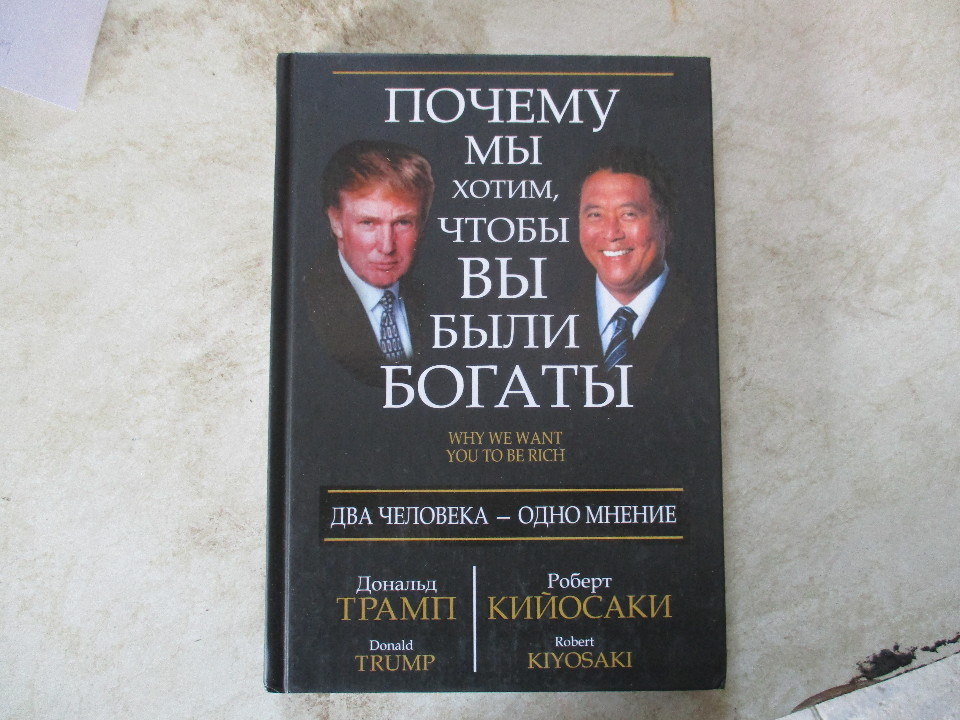 ПОЧЕМУ
МЫ
ХОТИМ,
ЧТОБЫ
ВЫ
БЫЛИ
БОГАТЫ
WHY WE WANT
YOU TO BE RICH
ДВА ЧЕЛОВЕКА – ОДНО МНЕНИЕ
Дональд
ТРАМП
Donald
TRUMP
Роберт
КИЙОСАКИ
Robert
KIYOSAKI